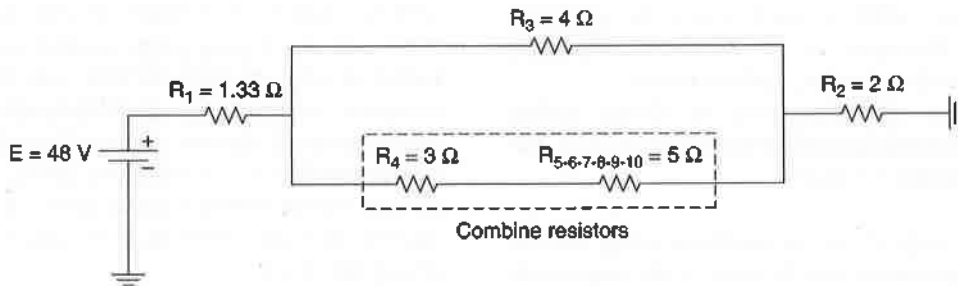 R3 = 4 Ω
R1 = 1.33 Ω
R2 = 2 Ω
E = 48 V
+
−
R4 = 3 Ω
R5-6-7-8-9-10 = 5 Ω
Combine resistors